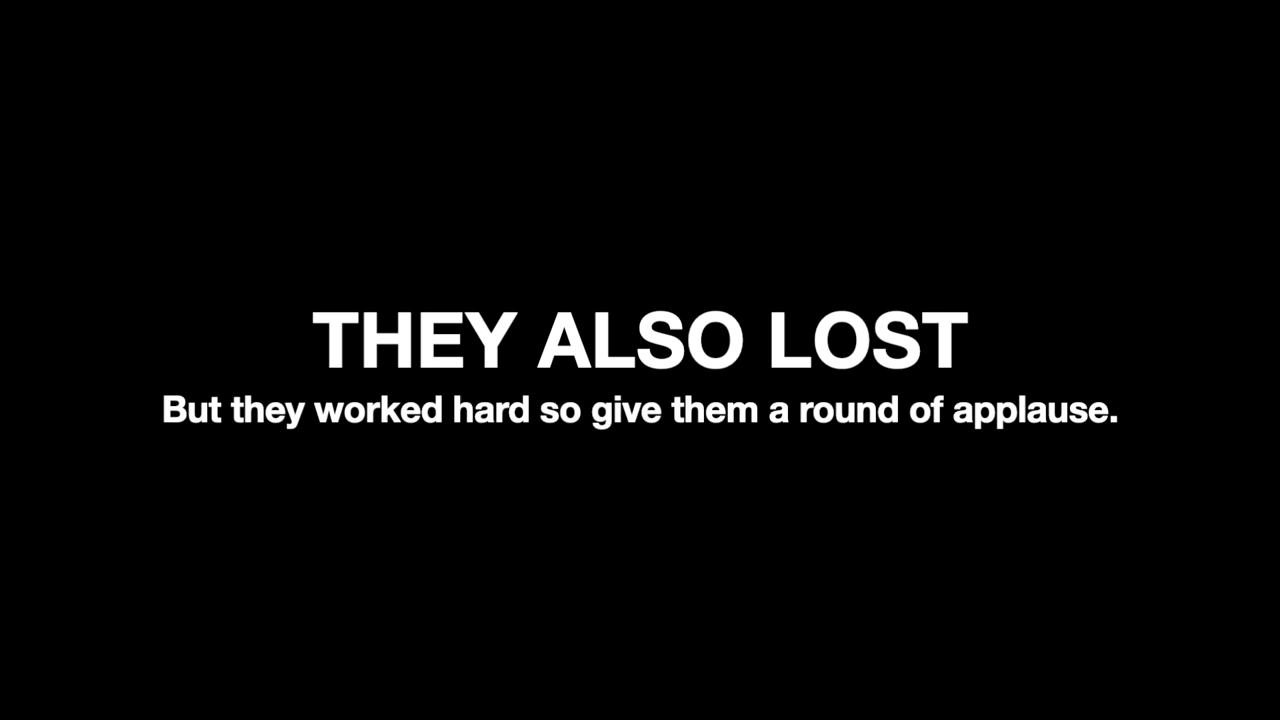 THEY ALSO LOST
But they worked hard so give them a round of applause.